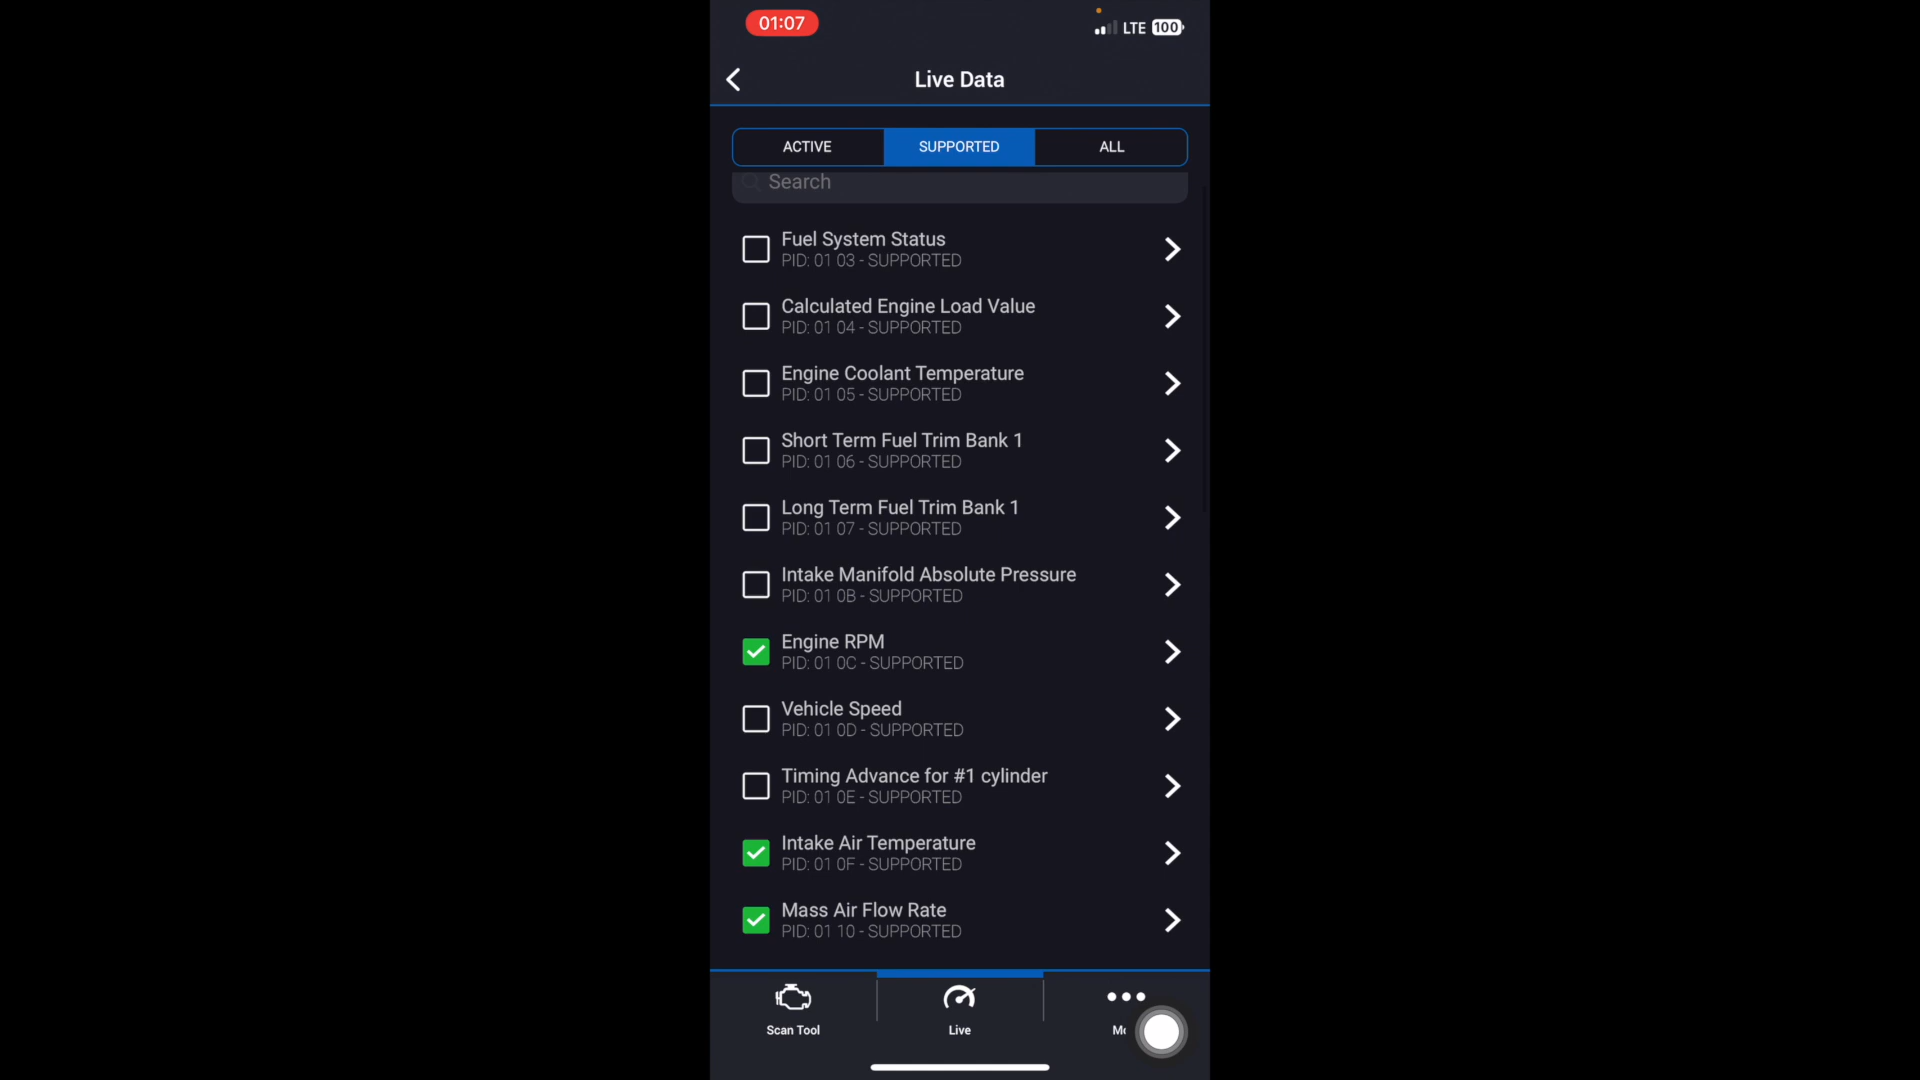 01:07
LTE 100
Live Data
ACTIVE SUPPORTED ALL
Search
Fuel System Status
PID: 01 03 - SUPPORTED
Calculated Engine Load Value
PID: 01 04 - SUPPORTED
Engine Coolant Temperature
PID: 01 05 - SUPPORTED
Short Term Fuel Trim Bank 1
PID: 01 06 - SUPPORTED
Long Term Fuel Trim Bank 1
PID: 01 07 - SUPPORTED
Intake Manifold Absolute Pressure
PID: 01 0B - SUPPORTED
Engine RPM
PID: 01 0C - SUPPORTED
Vehicle Speed
PID: 01 0D - SUPPORTED
Timing Advance for #1 cylinder
PID: 01 0E - SUPPORTED
Intake Air Temperature
PID: 01 0F - SUPPORTED
Mass Air Flow Rate
PID: 01 10 - SUPPORTED
Scan Tool Live